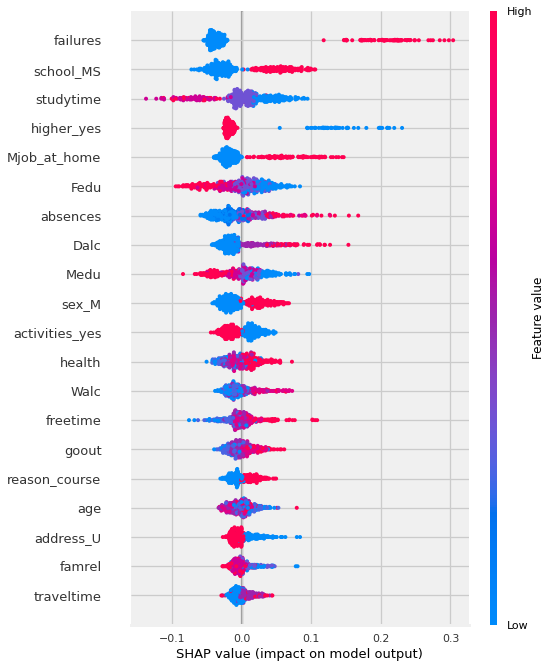 High
failures
school_MS
studytime
higher_yes
Mjob_at_home
Fedu
absences
Dalc
Medu
sex_M
activities_yes
health
Walc
freetime
goout
reason_course
age
address_U
famrel
traveltime
Feature value
Low
−0.1 0.0 0.1 0.2 0.3
SHAP value (impact on model output)